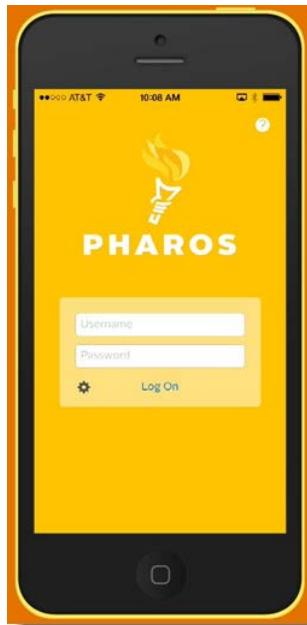 AT&T 10:08 AM
?
PHAROS
Username
Password
Log On